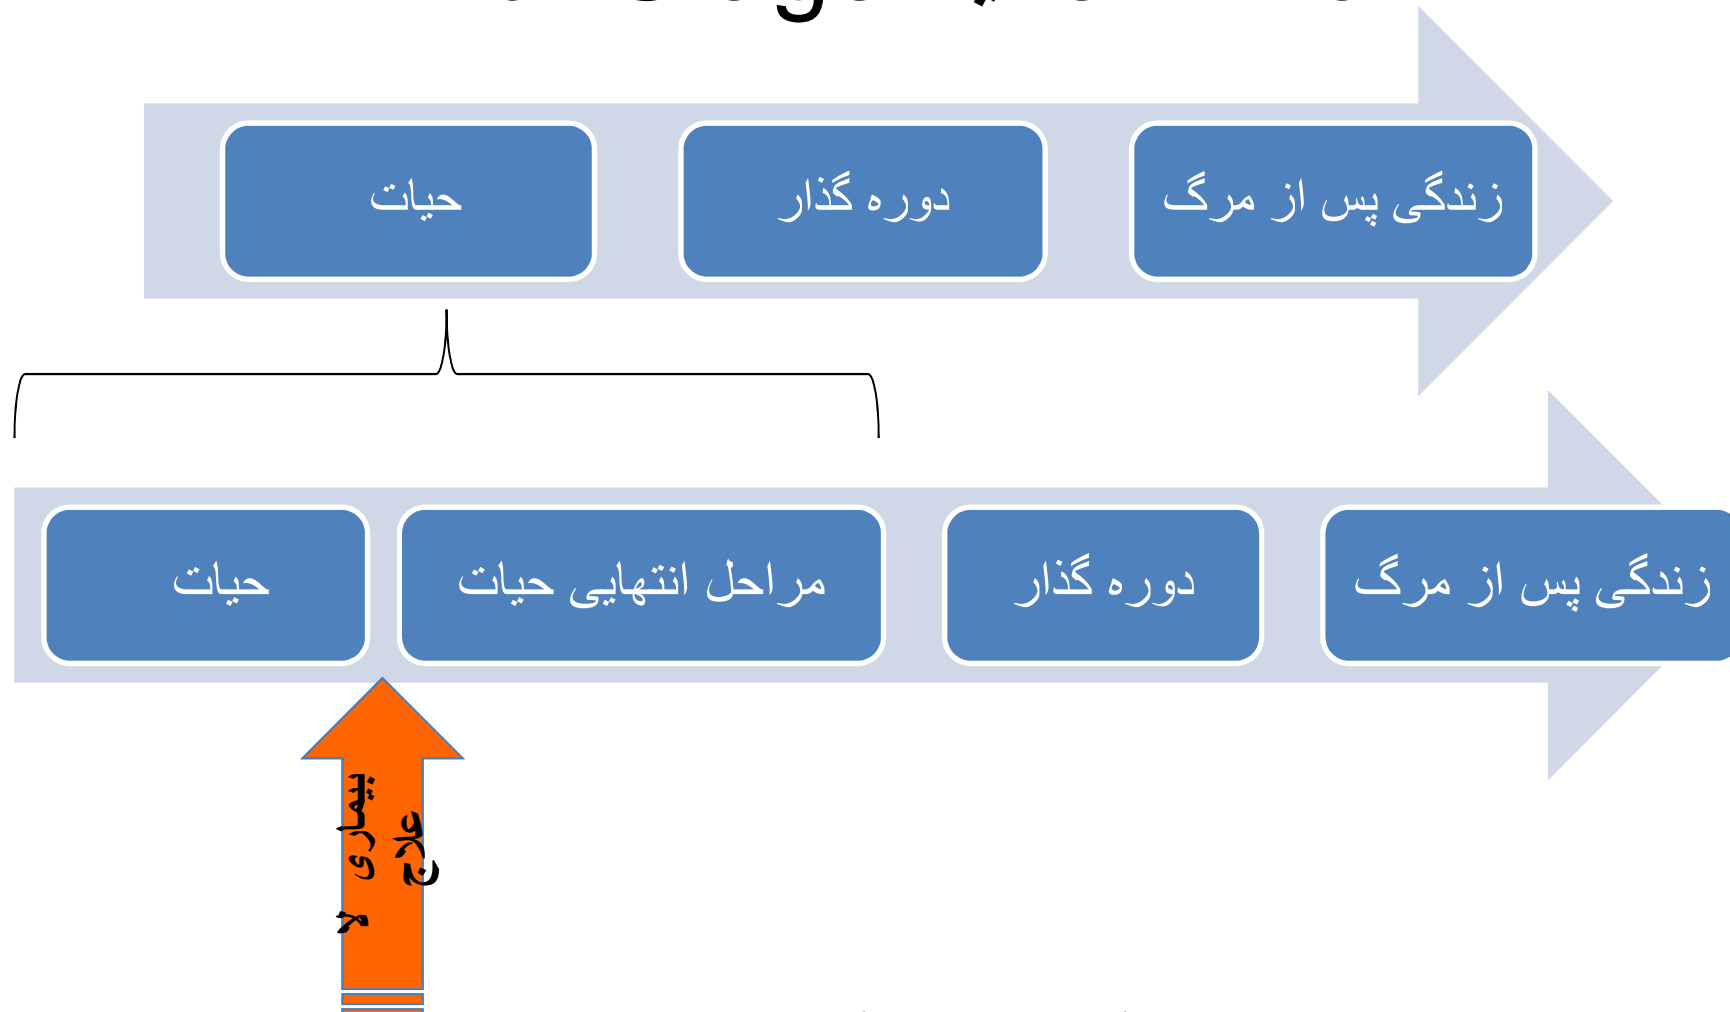 حیات
دوره گذار
زندگی پس از مرگ
حیات
مراحل انتهایی حیات
دوره گذار
زندگی پس از مرگ
بیماری لا
علاج